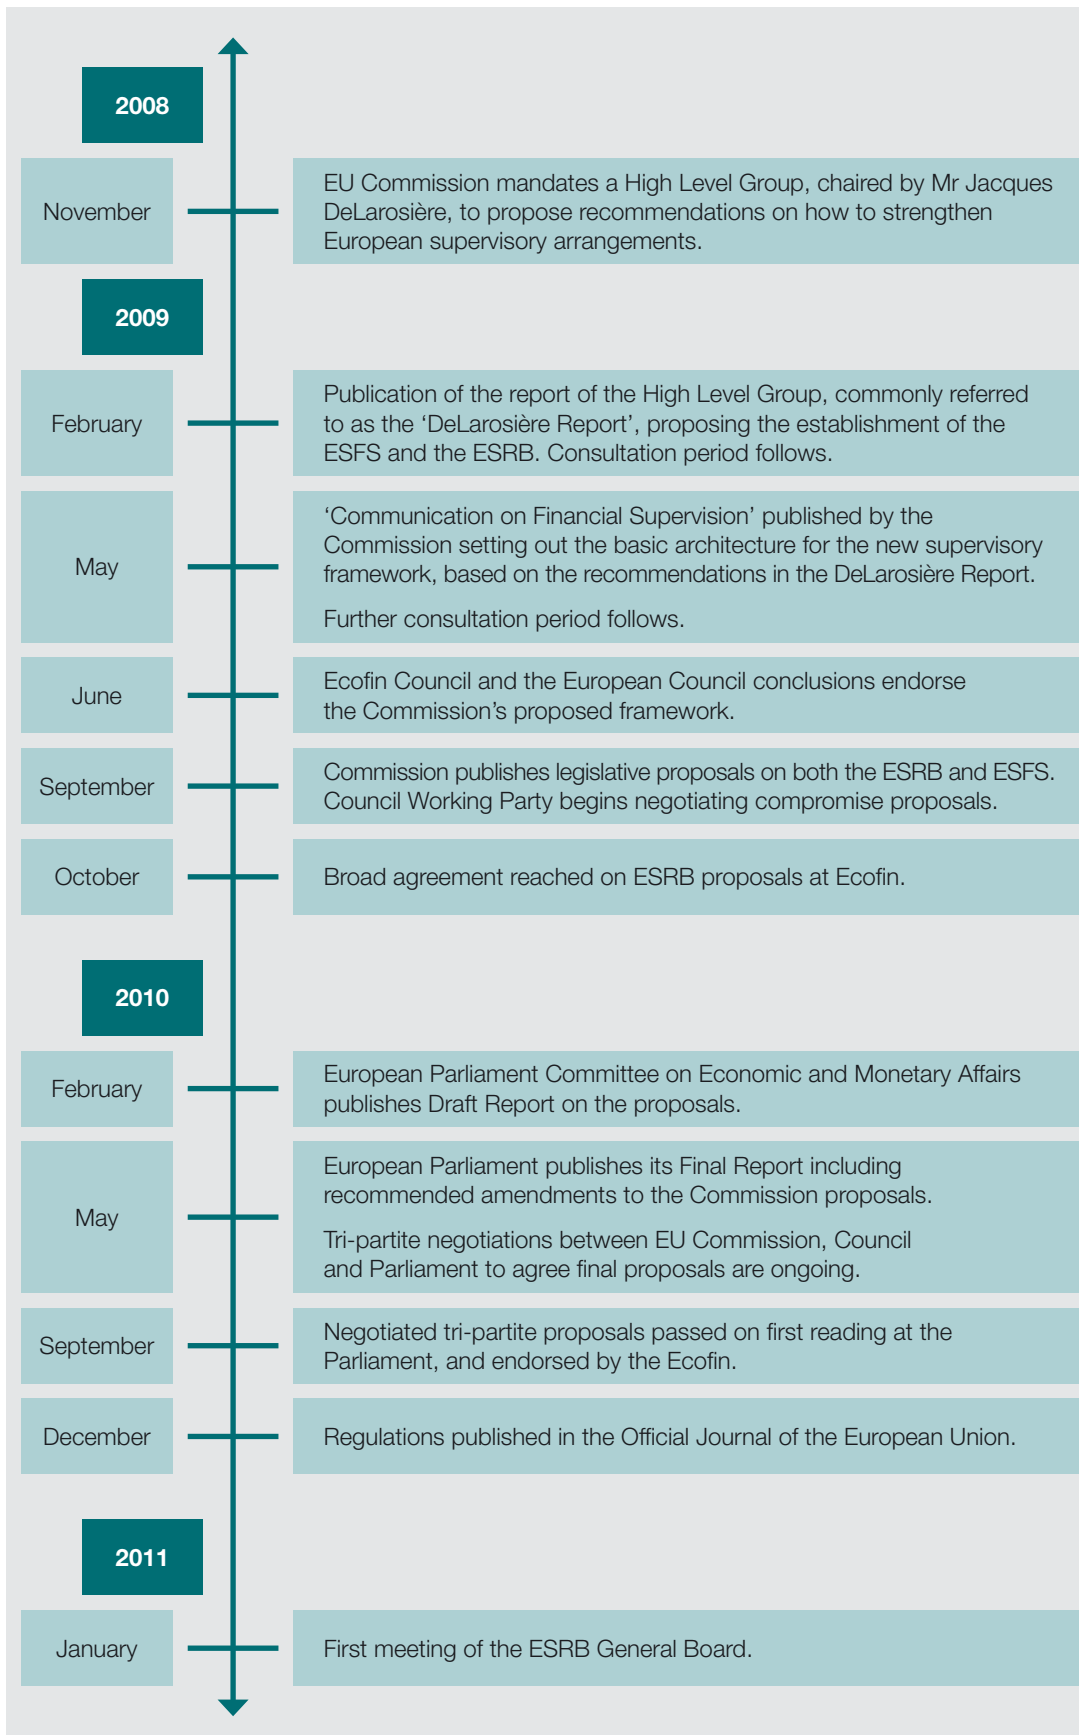 2008
November
EU Commission mandates a High Level Group, chaired by Mr Jacques
DeLarosière, to propose recommendations on how to strengthen
European supervisory arrangements.
2009
February
Publication of the report of the High Level Group, commonly referred
to as the ‘DeLarosière Report’, proposing the establishment of the
ESFS and the ESRB. Consultation period follows.
May
‘Communication on Financial Supervision’ published by the
Commission setting out the basic architecture for the new supervisory
framework, based on the recommendations in the DeLarosière Report.
Further consultation period follows.
June
Ecofin Council and the European Council conclusions endorse
the Commission’s proposed framework.
September
Commission publishes legislative proposals on both the ESRB and ESFS.
Council Working Party begins negotiating compromise proposals.
October
Broad agreement reached on ESRB proposals at Ecofin.
2010
February
European Parliament Committee on Economic and Monetary Affairs
publishes Draft Report on the proposals.
May
European Parliament publishes its Final Report including
recommended amendments to the Commission proposals.
Tri-partite negotiations between EU Commission, Council
and Parliament to agree final proposals are ongoing.
September
Negotiated tri-partite proposals passed on first reading at the
Parliament, and endorsed by the Ecofin.
December
Regulations published in the Official Journal of the European Union.
2011
January
First meeting of the ESRB General Board.